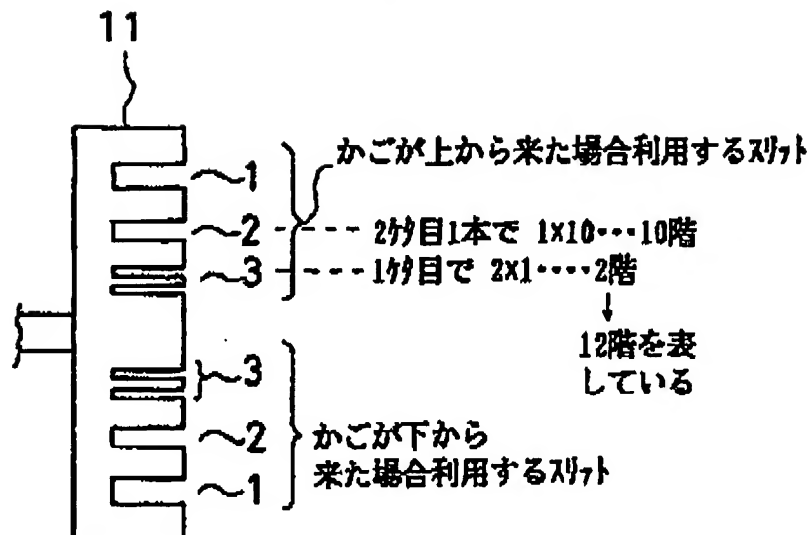 11
1
かごが上から来た場合利用するスリット
2 ----- 2ケタ目1本で 1×10・・・10階
3 ----- 1ケタ目で 2×1・・・・2階
↓
12階を表
している
3
2
かごが下から
来た場合利用するスリット
1